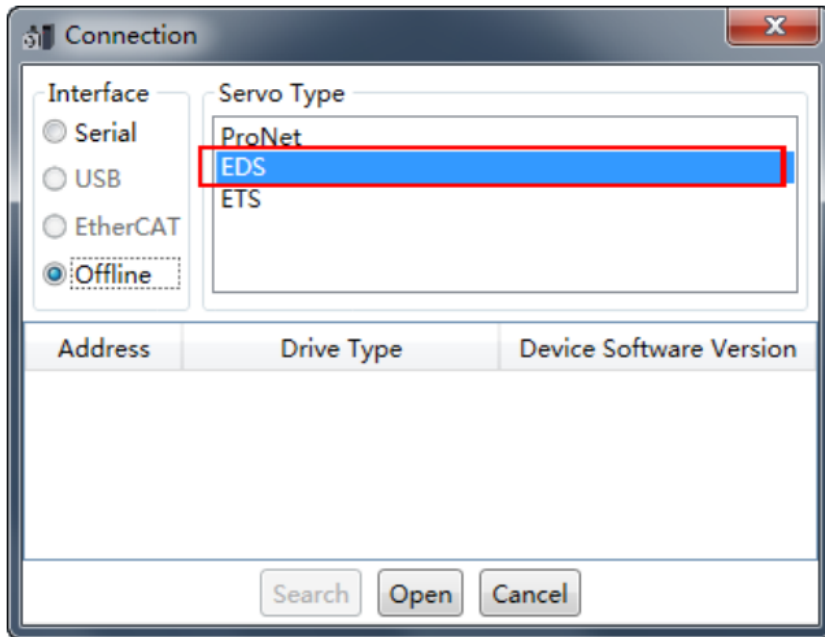 Connection
Interface
Serial
USB
EtherCAT
Offline
Servo Type
ProNet
EDS
ETS
Address Drive Type Device Software Version
Search Open Cancel